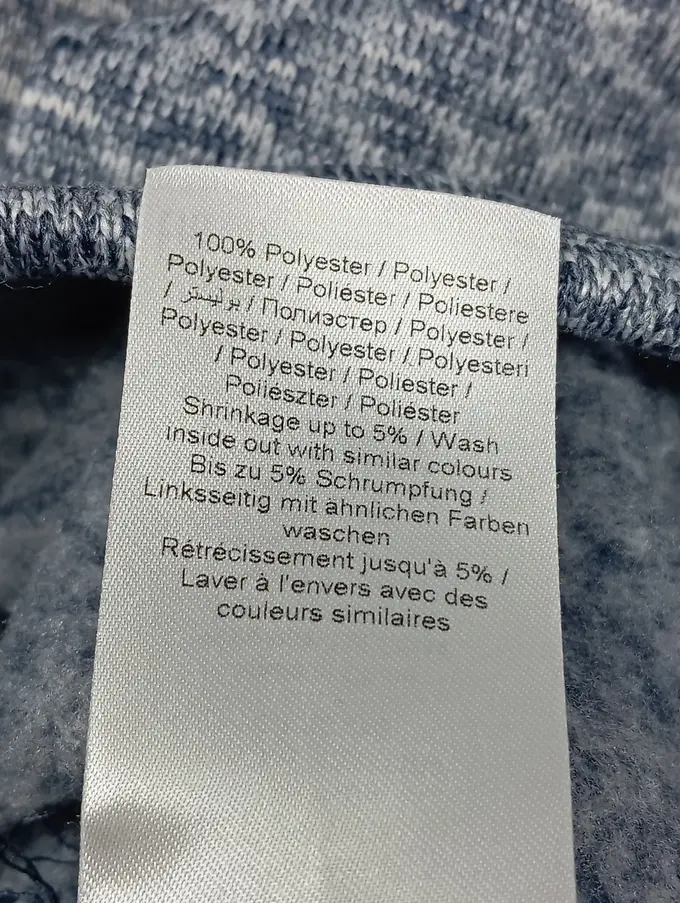 100% Polyester / Polyester /
Polyester / Poliester / Poliestere
/ بوليستر / Полиэстер / Polyester /
Polyester / Polyester / Polyesteri
/ Polyester / Poliester /
Poliészter / Poliéster
Shrinkage up to 5% / Wash
inside out with similar colours
Bis zu 5% Schrumpfung /
Linksseitig mit ähnlichen Farben
waschen
Rétrécissement jusqu'à 5% /
Laver à l'envers avec des
couleurs similaires